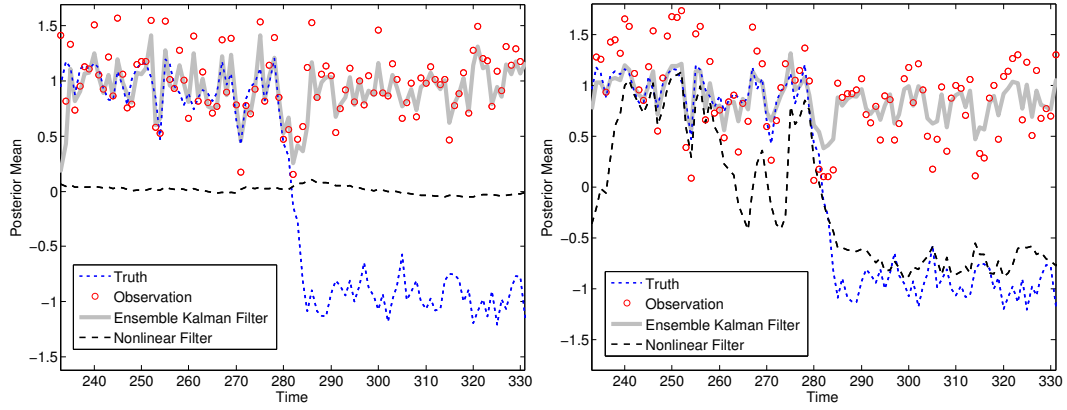 1.5
1
0.5
0
−0.5
−1
−1.5
Posterior Mean
Truth
Observation
Ensemble Kalman Filter
Nonlinear Filter
240 250 260 270 280 290 300 310 320 330
Time
1.5
1
0.5
0
−0.5
−1
−1.5
Posterior Mean
Truth
Observation
Ensemble Kalman Filter
Nonlinear Filter
240 250 260 270 280 290 300 310 320 330
Time